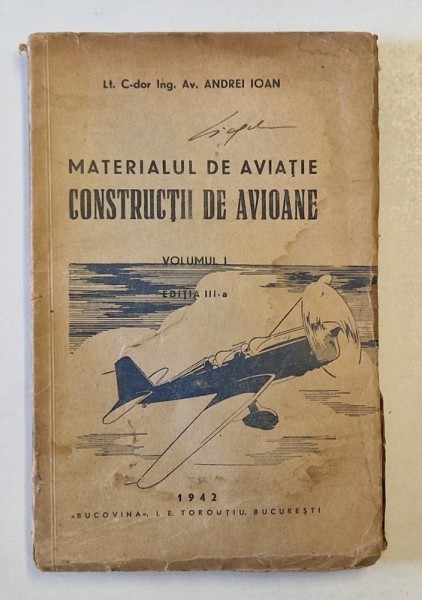 Lt. C-dor Ing. Av. ANDREI IOAN
MATERIALUL DE AVIAȚIE
CONSTRUCȚII DE AVIOANE
VOLUMUL I
EDIȚIA III-a
1942
«BUCOVINA», I. E. TOROUȚIU, BUCUREȘTI